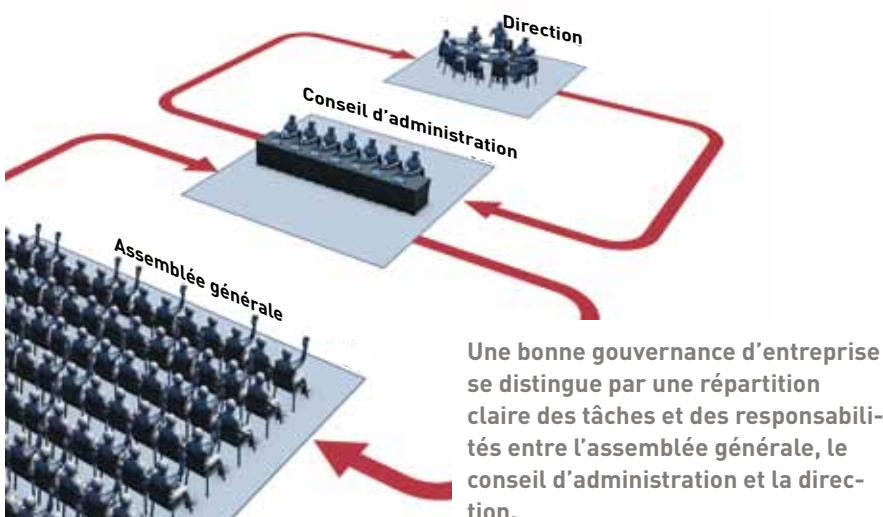 Direction
Conseil d'administration
Assemblée générale
Une bonne gouvernance d'entreprise
se distingue par une répartition
claire des tâches et des responsabili-
tés entre l'assemblée générale, le
conseil d'administration et la direc-
tion.